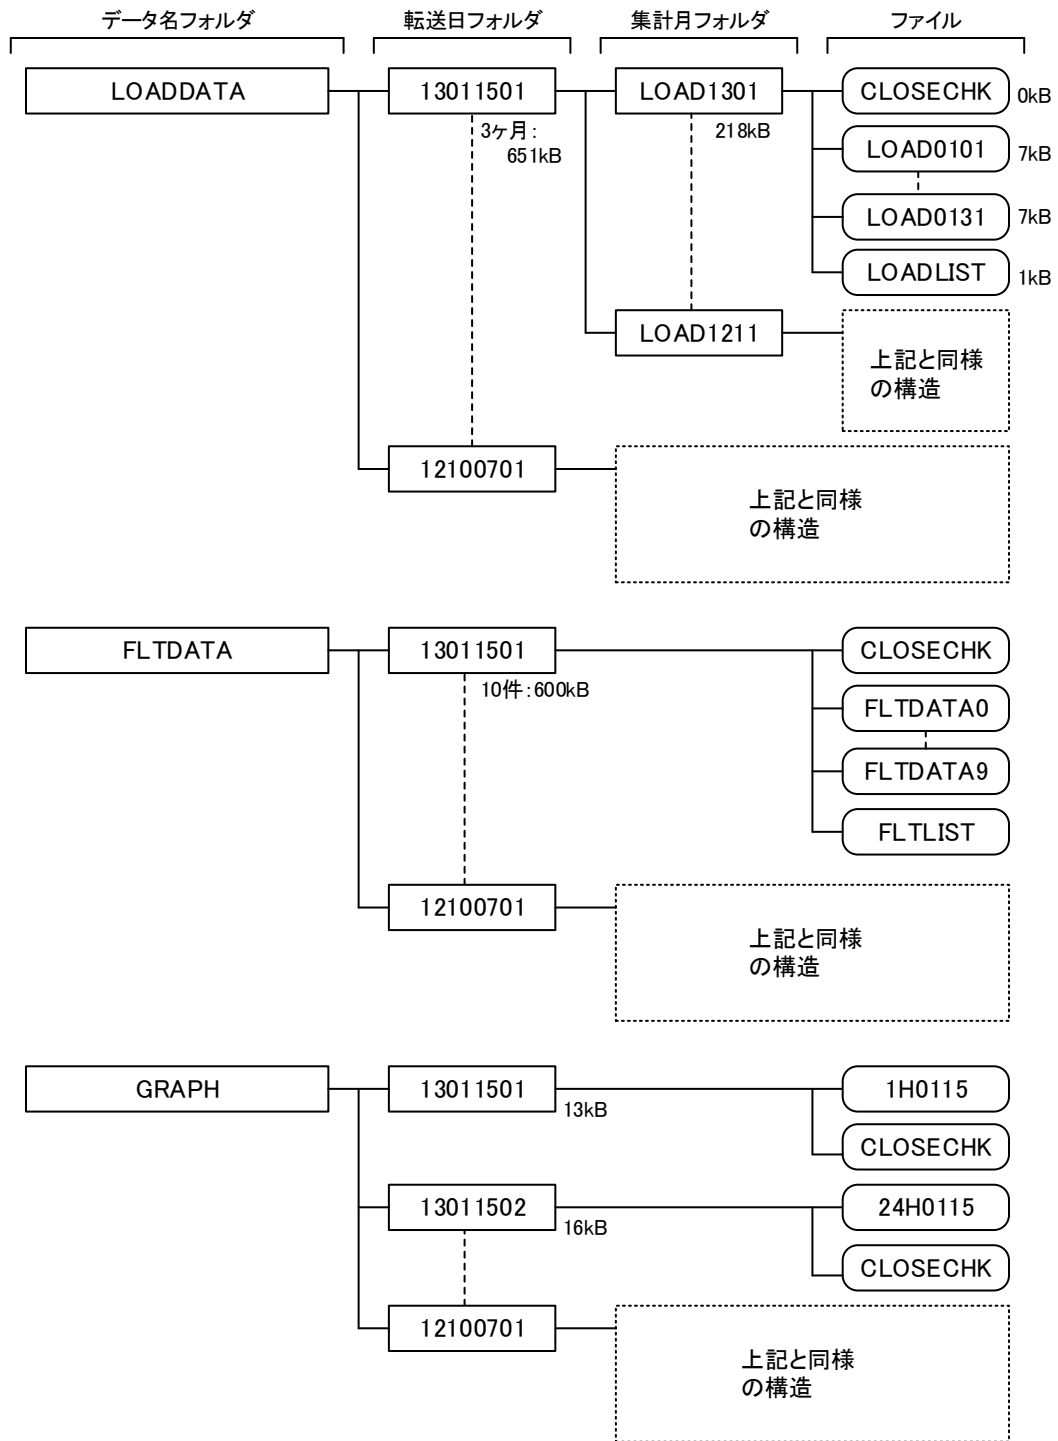 データ名フォルダ
転送日フォルダ
集計月フォルダ
ファイル
LOADDATA
13011501
LOAD1301
CLOSECHK
0kB
3ヶ月:
651kB
218kB
LOAD0101
7kB
LOAD0131
7kB
LOADLIST
1kB
LOAD1211
上記と同様
の構造
12100701
上記と同様
の構造
FLTDATA
13011501
CLOSECHK
10件:600kB
FLTDATA0
FLTDATA9
FLTLIST
12100701
上記と同様
の構造
GRAPH
13011501
13kB
1H0115
CLOSECHK
13011502
16kB
24H0115
CLOSECHK
12100701
上記と同様
の構造